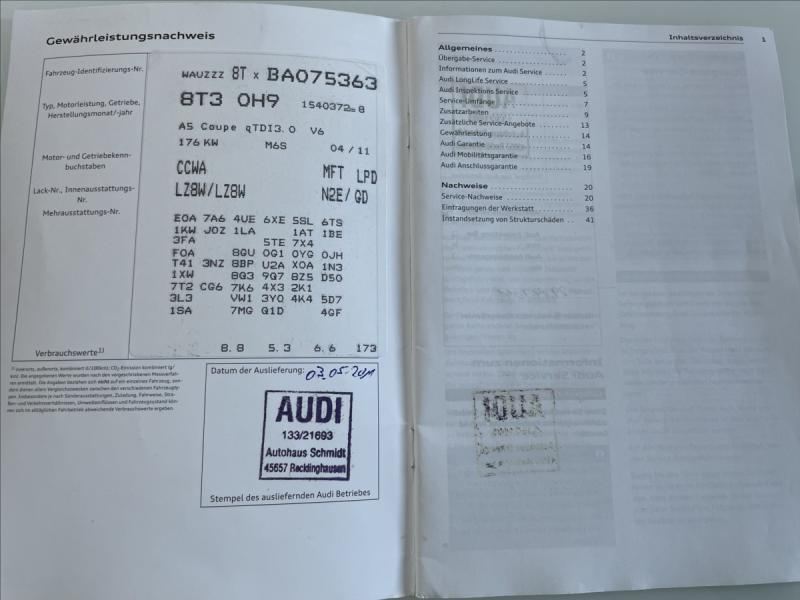 Gewährleistungsnachweis
Fahrzeug-Identifizierungs-Nr.
WAUZZZ 8T x BA075363
Typ, Motorleistung, Getriebe,
Herstellungsmonat/-jahr
8T3 0H9 1540372= 8
A5 Coupe qTDI3.0 V6
176 KW M6S 04 / 11
Motor- und Getriebekenn-
buchstaben
CCWA MFT LPD
Lack-Nr., Innenausstattungs-
Nr.
LZ8W/LZ8W N2E/ GD
Mehrausstattungs-Nr.
E0A 7A6 4UE 6XE 5SL 6TS
1KW J0Z 1LA 1AT 1BE
3FA 5TE 7X4
F0A 8GU 0G1 0YG 0JH
T41 3NZ 8BP U2A X0A 1N3
1XW 8Q3 9Q7 8Z5 D50
7T2 CG6 7K6 4X3 2K1
3L3 VW1 3Y0 4K4 5D7
1SA 7MG Q1D 4GF
Verbrauchswerte1)
8.8 5.3 6.6 173
Datum der Auslieferung: 07.05.2011
AUDI
133/21693
Autohaus Schmidt
45657 Recklinghausen
Stempel des ausliefernden Audi Betriebes
Inhaltsverzeichnis 1
Allgemeines 2
Übergabe-Service 2
Informationen zum Audi Service 2
Audi LongLife Service 5
Audi Inspektions Service 5
Service-Umfänge 7
Zusatzarbeiten 9
Zusätzliche Service-Angebote 13
Gewährleistung 14
Audi Garantie 14
Audi Mobilitätsgarantie 16
Audi Anschlussgarantie 19
Nachweise 20
Service-Nachweise 20
Eintragungen der Werkstatt 36
Instandsetzung von Strukturschäden 41